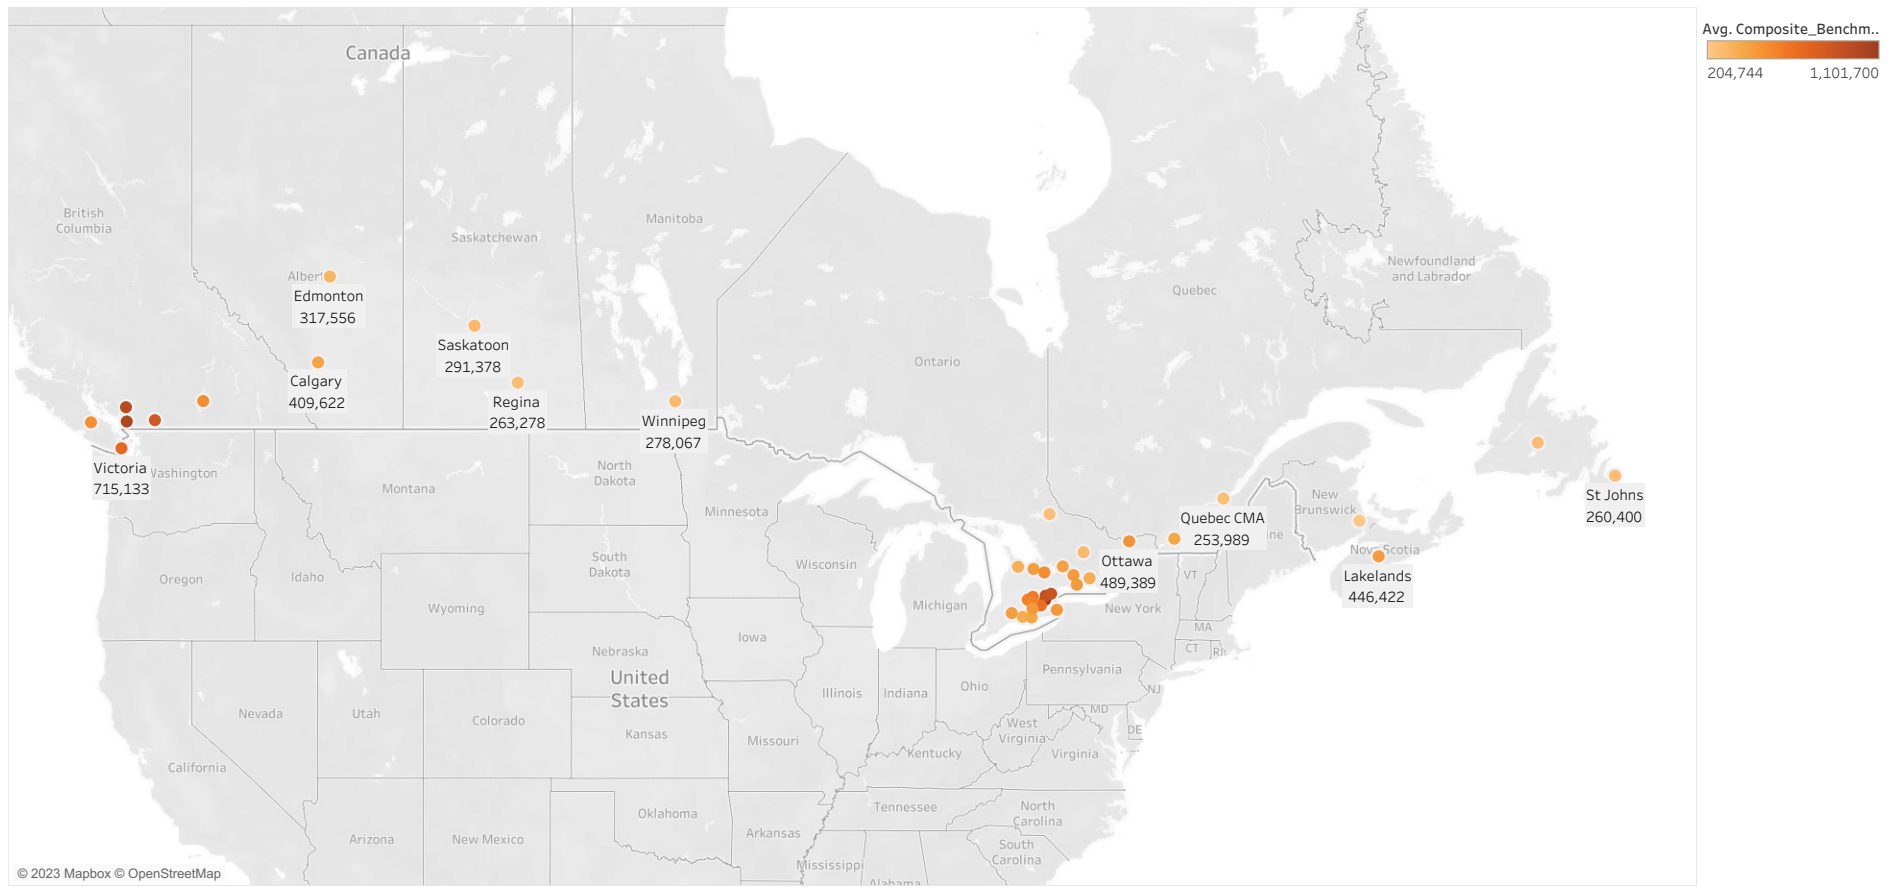 Avg. Composite_Benchm..
204,744 1,101,700
Canada
British
Columbia
Manitoba
Saskatchewan
Albert
Edmonton
317,556
Saskatoon
291,378
Calgary
409,622
Regina
263,278
Winnipeg
278,067
Ontario
Quebec
Newfoundland
and Labrador
Victoria
715,133
Washington
Montana
North
Dakota
Minnesota
Quebec CMA
253,989
New
Brunswick
St Johns
260,400
Nova Scotia
Lakelands
446,422
Ottawa
489,389
ine
Oregon
Idaho
South
Dakota
Wisconsin
Michigan
VT
New York
Wyoming
MA
CT
RI
Iowa
Nebraska
United
States
Illinois
Indiana
Ohio
Pennsylvania
NJ
MD
DE
Nevada
Utah
Colorado
Kansas
Missouri
West
Virginia
Virginia
Kentucky
California
Tennessee
North
Carolina
Oklahoma
Arkansas
Arizona
New Mexico
South
Carolina
Mississippi
Alabama
© 2023 Mapbox © OpenStreetMap